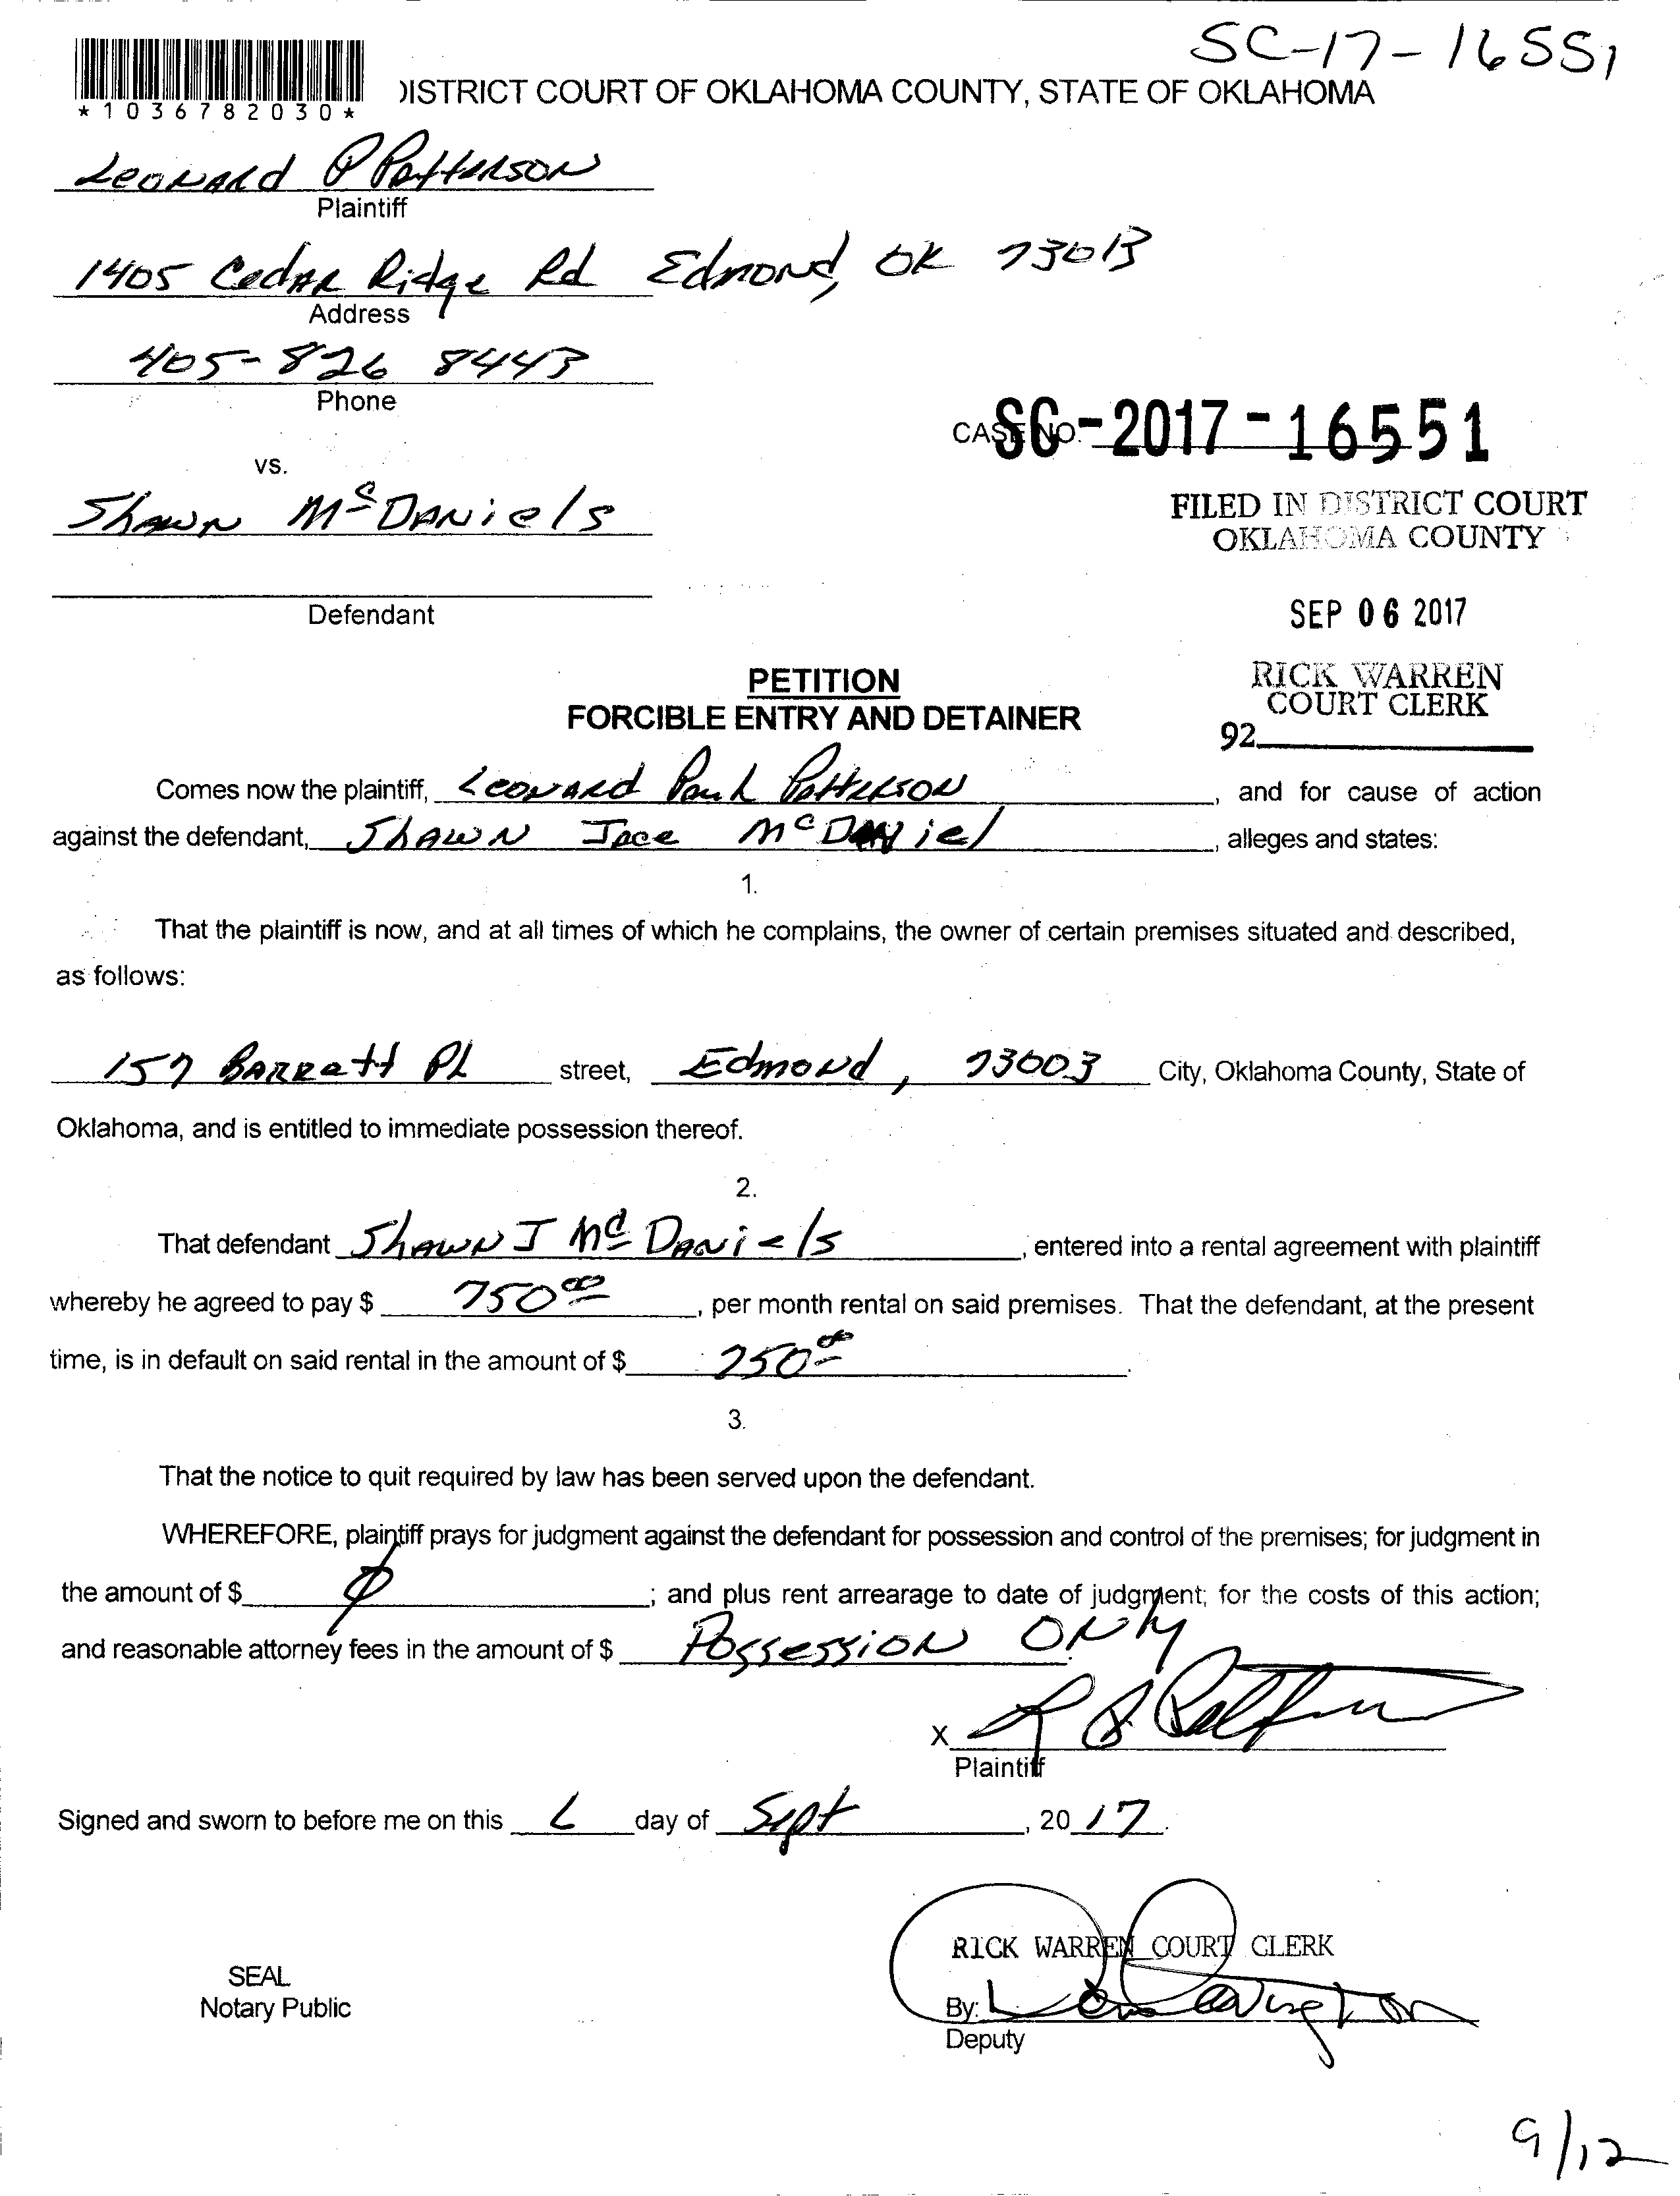 SC-17-16551
*1036782030*
DISTRICT COURT OF OKLAHOMA COUNTY, STATE OF OKLAHOMA
Leonard P Patterson
Plaintiff
1405 Cedar Ridge Rd Edmond, OK 73013
Address
405-826 8443
Phone
CASE NO. SC-2017-16551
vs.
Shawn McDaniels
FILED IN DISTRICT COURT
OKLAHOMA COUNTY
Defendant
SEP 06 2017
PETITION
FORCIBLE ENTRY AND DETAINER
RICK WARREN
COURT CLERK
92
Comes now the plaintiff, Leonard Paul Patterson, and for cause of action
against the defendant, Shawn Jace McDaniel, alleges and states:
1.
That the plaintiff is now, and at all times of which he complains, the owner of certain premises situated and described,
as follows:
157 Barrett Pl street, Edmond, 73003 City, Oklahoma County, State of
Oklahoma, and is entitled to immediate possession thereof.
2.
That defendant Shawn J McDaniels, entered into a rental agreement with plaintiff
whereby he agreed to pay $ 750.00, per month rental on said premises. That the defendant, at the present
time, is in default on said rental in the amount of $ 750.00.
3.
That the notice to quit required by law has been served upon the defendant.
WHEREFORE, plaintiff prays for judgment against the defendant for possession and control of the premises; for judgment in
the amount of $ ∅; and plus rent arrearage to date of judgment; for the costs of this action;
and reasonable attorney fees in the amount of $ Possession Only.
X
Plaintiff
Signed and sworn to before me on this 6 day of Sept, 2017.
RICK WARREN COURT CLERK
SEAL
Notary Public
By:
Deputy
9/12